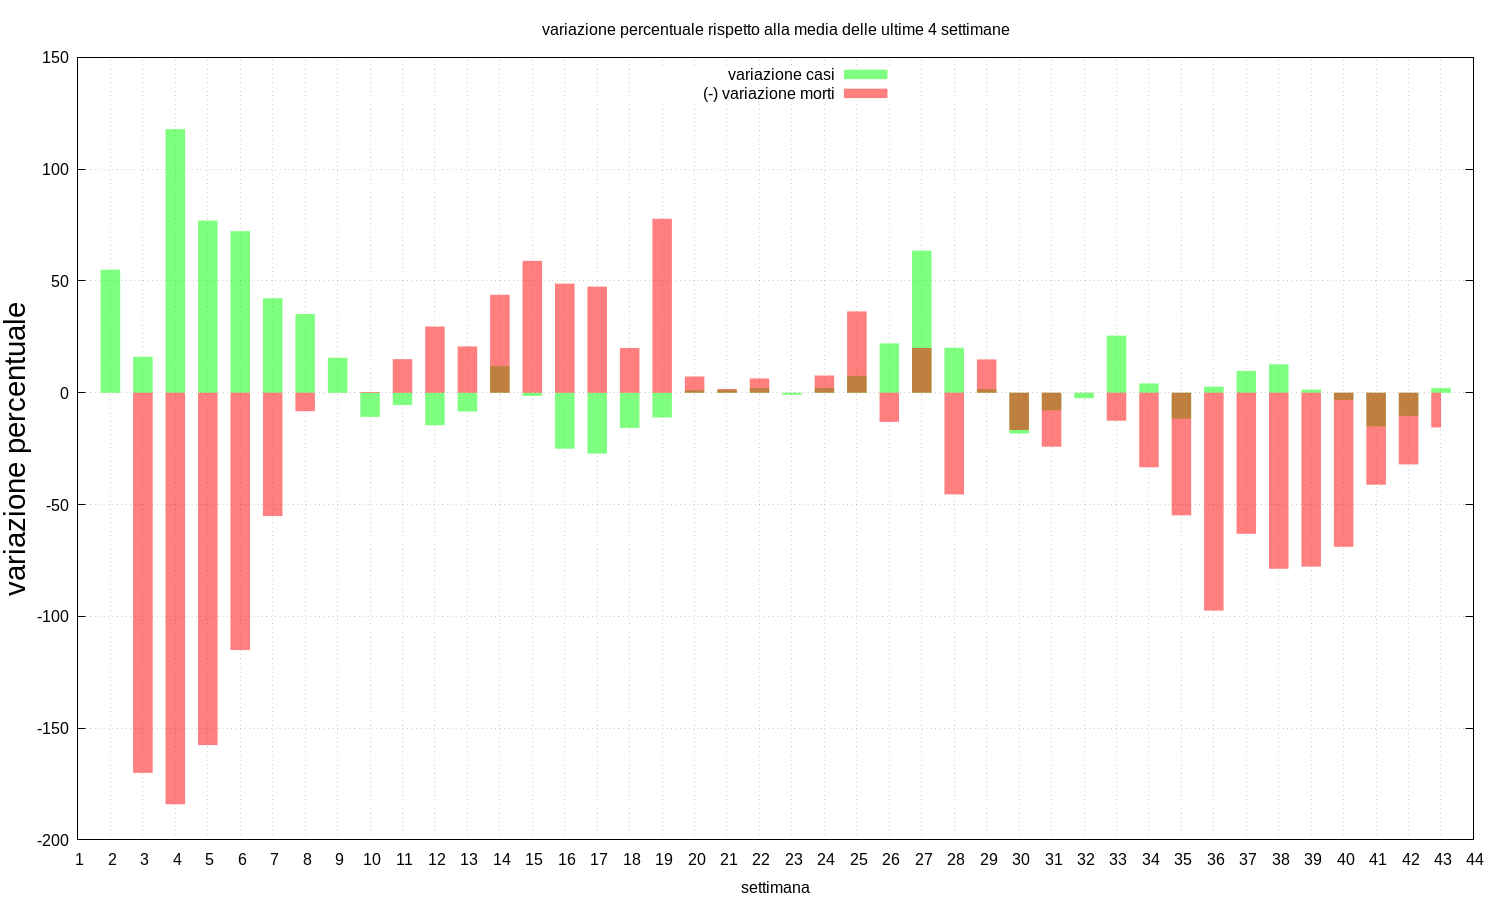 variazione percentuale rispetto alla media delle ultime 4 settimane
variazione casi
(-) variazione morti
150
100
50
0
-50
-100
-150
-200
variazione percentuale
1 2 3 4 5 6 7 8 9 10 11 12 13 14 15 16 17 18 19 20 21 22 23 24 25 26 27 28 29 30 31 32 33 34 35 36 37 38 39 40 41 42 43 44
settimana